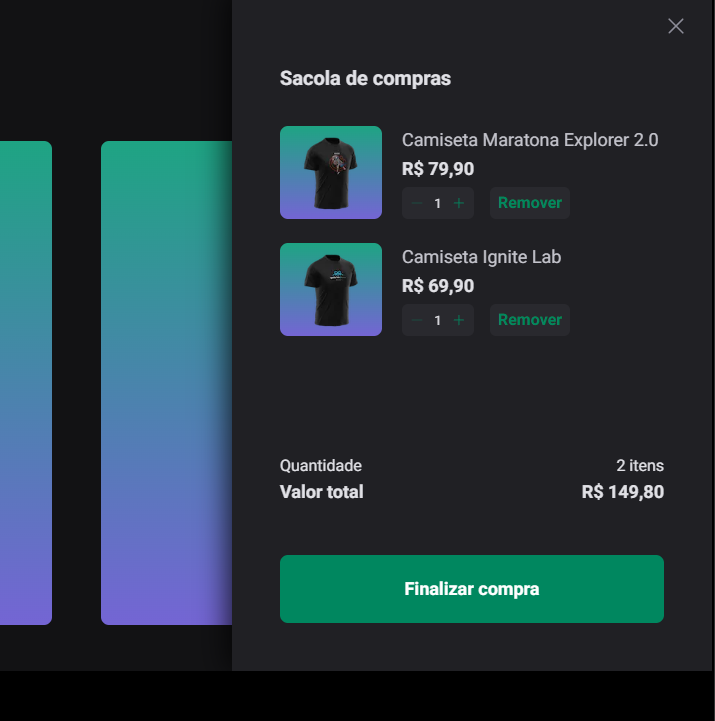 Sacola de compras
Camiseta Maratona Explorer 2.0
R$ 79,90
− 1 + Remover
Camiseta Ignite Lab
R$ 69,90
− 1 + Remover
Quantidade 2 itens
Valor total R$ 149,80
Finalizar compra